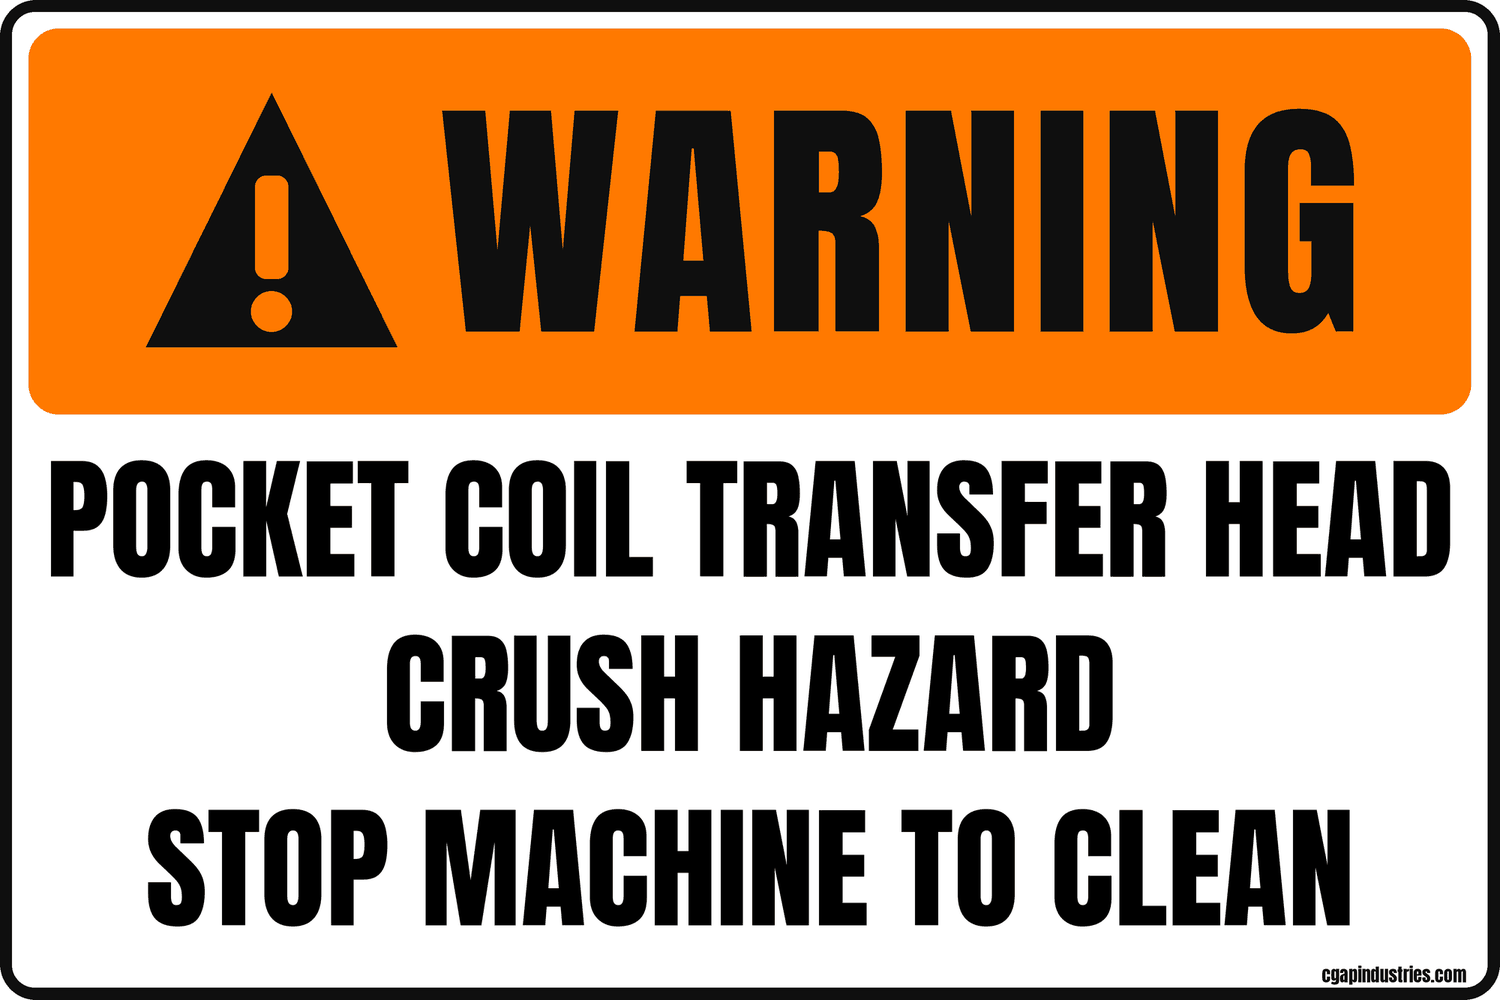 WARNING
POCKET COIL TRANSFER HEAD
CRUSH HAZARD
STOP MACHINE TO CLEAN
cgapindustries.com